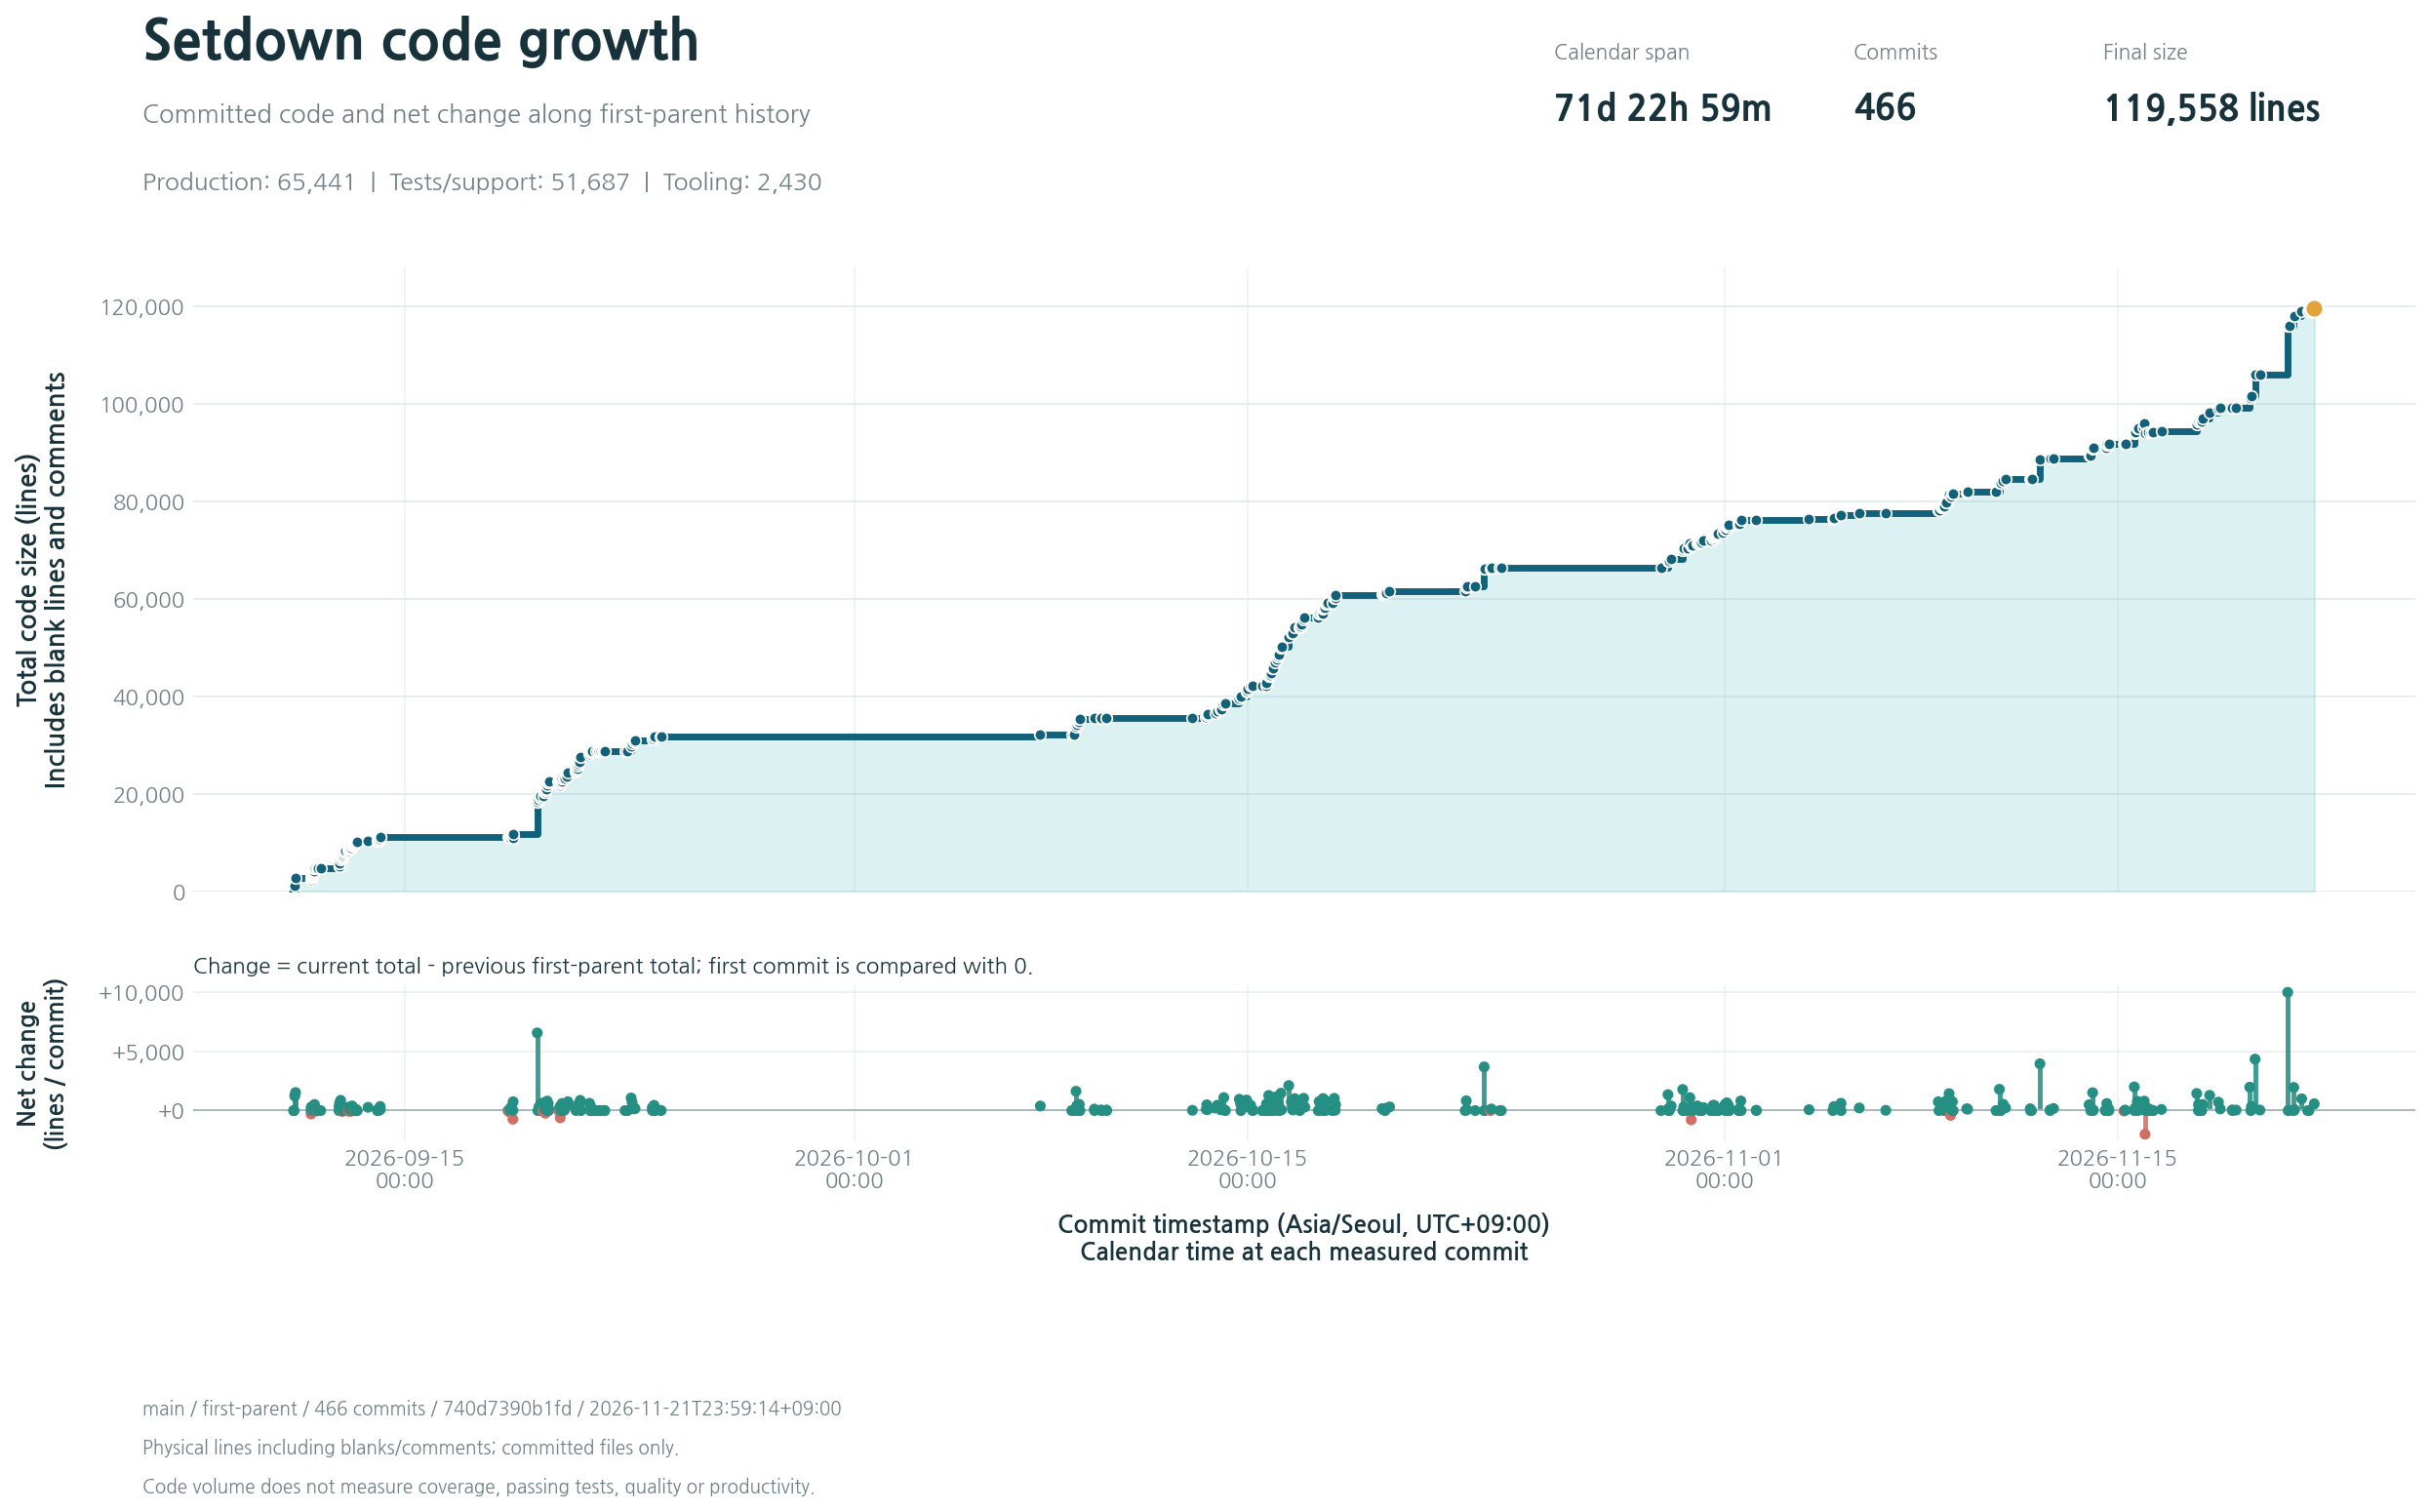 Setdown code growth
Committed code and net change along first-parent history
Production: 65,441 | Tests/support: 51,687 | Tooling: 2,430
Calendar span
71d 22h 59m
Commits
466
Final size
119,558 lines
Total code size (lines)
Includes blank lines and comments
120,000
100,000
80,000
60,000
40,000
20,000
0
Change = current total - previous first-parent total; first commit is compared with 0.
Net change
(lines / commit)
+10,000
+5,000
+0
2026-09-15
00:00
2026-10-01
00:00
2026-10-15
00:00
2026-11-01
00:00
2026-11-15
00:00
Commit timestamp (Asia/Seoul, UTC+09:00)
Calendar time at each measured commit
main / first-parent / 466 commits / 740d7390b1fd / 2026-11-21T23:59:14+09:00
Physical lines including blanks/comments; committed files only.
Code volume does not measure coverage, passing tests, quality or productivity.